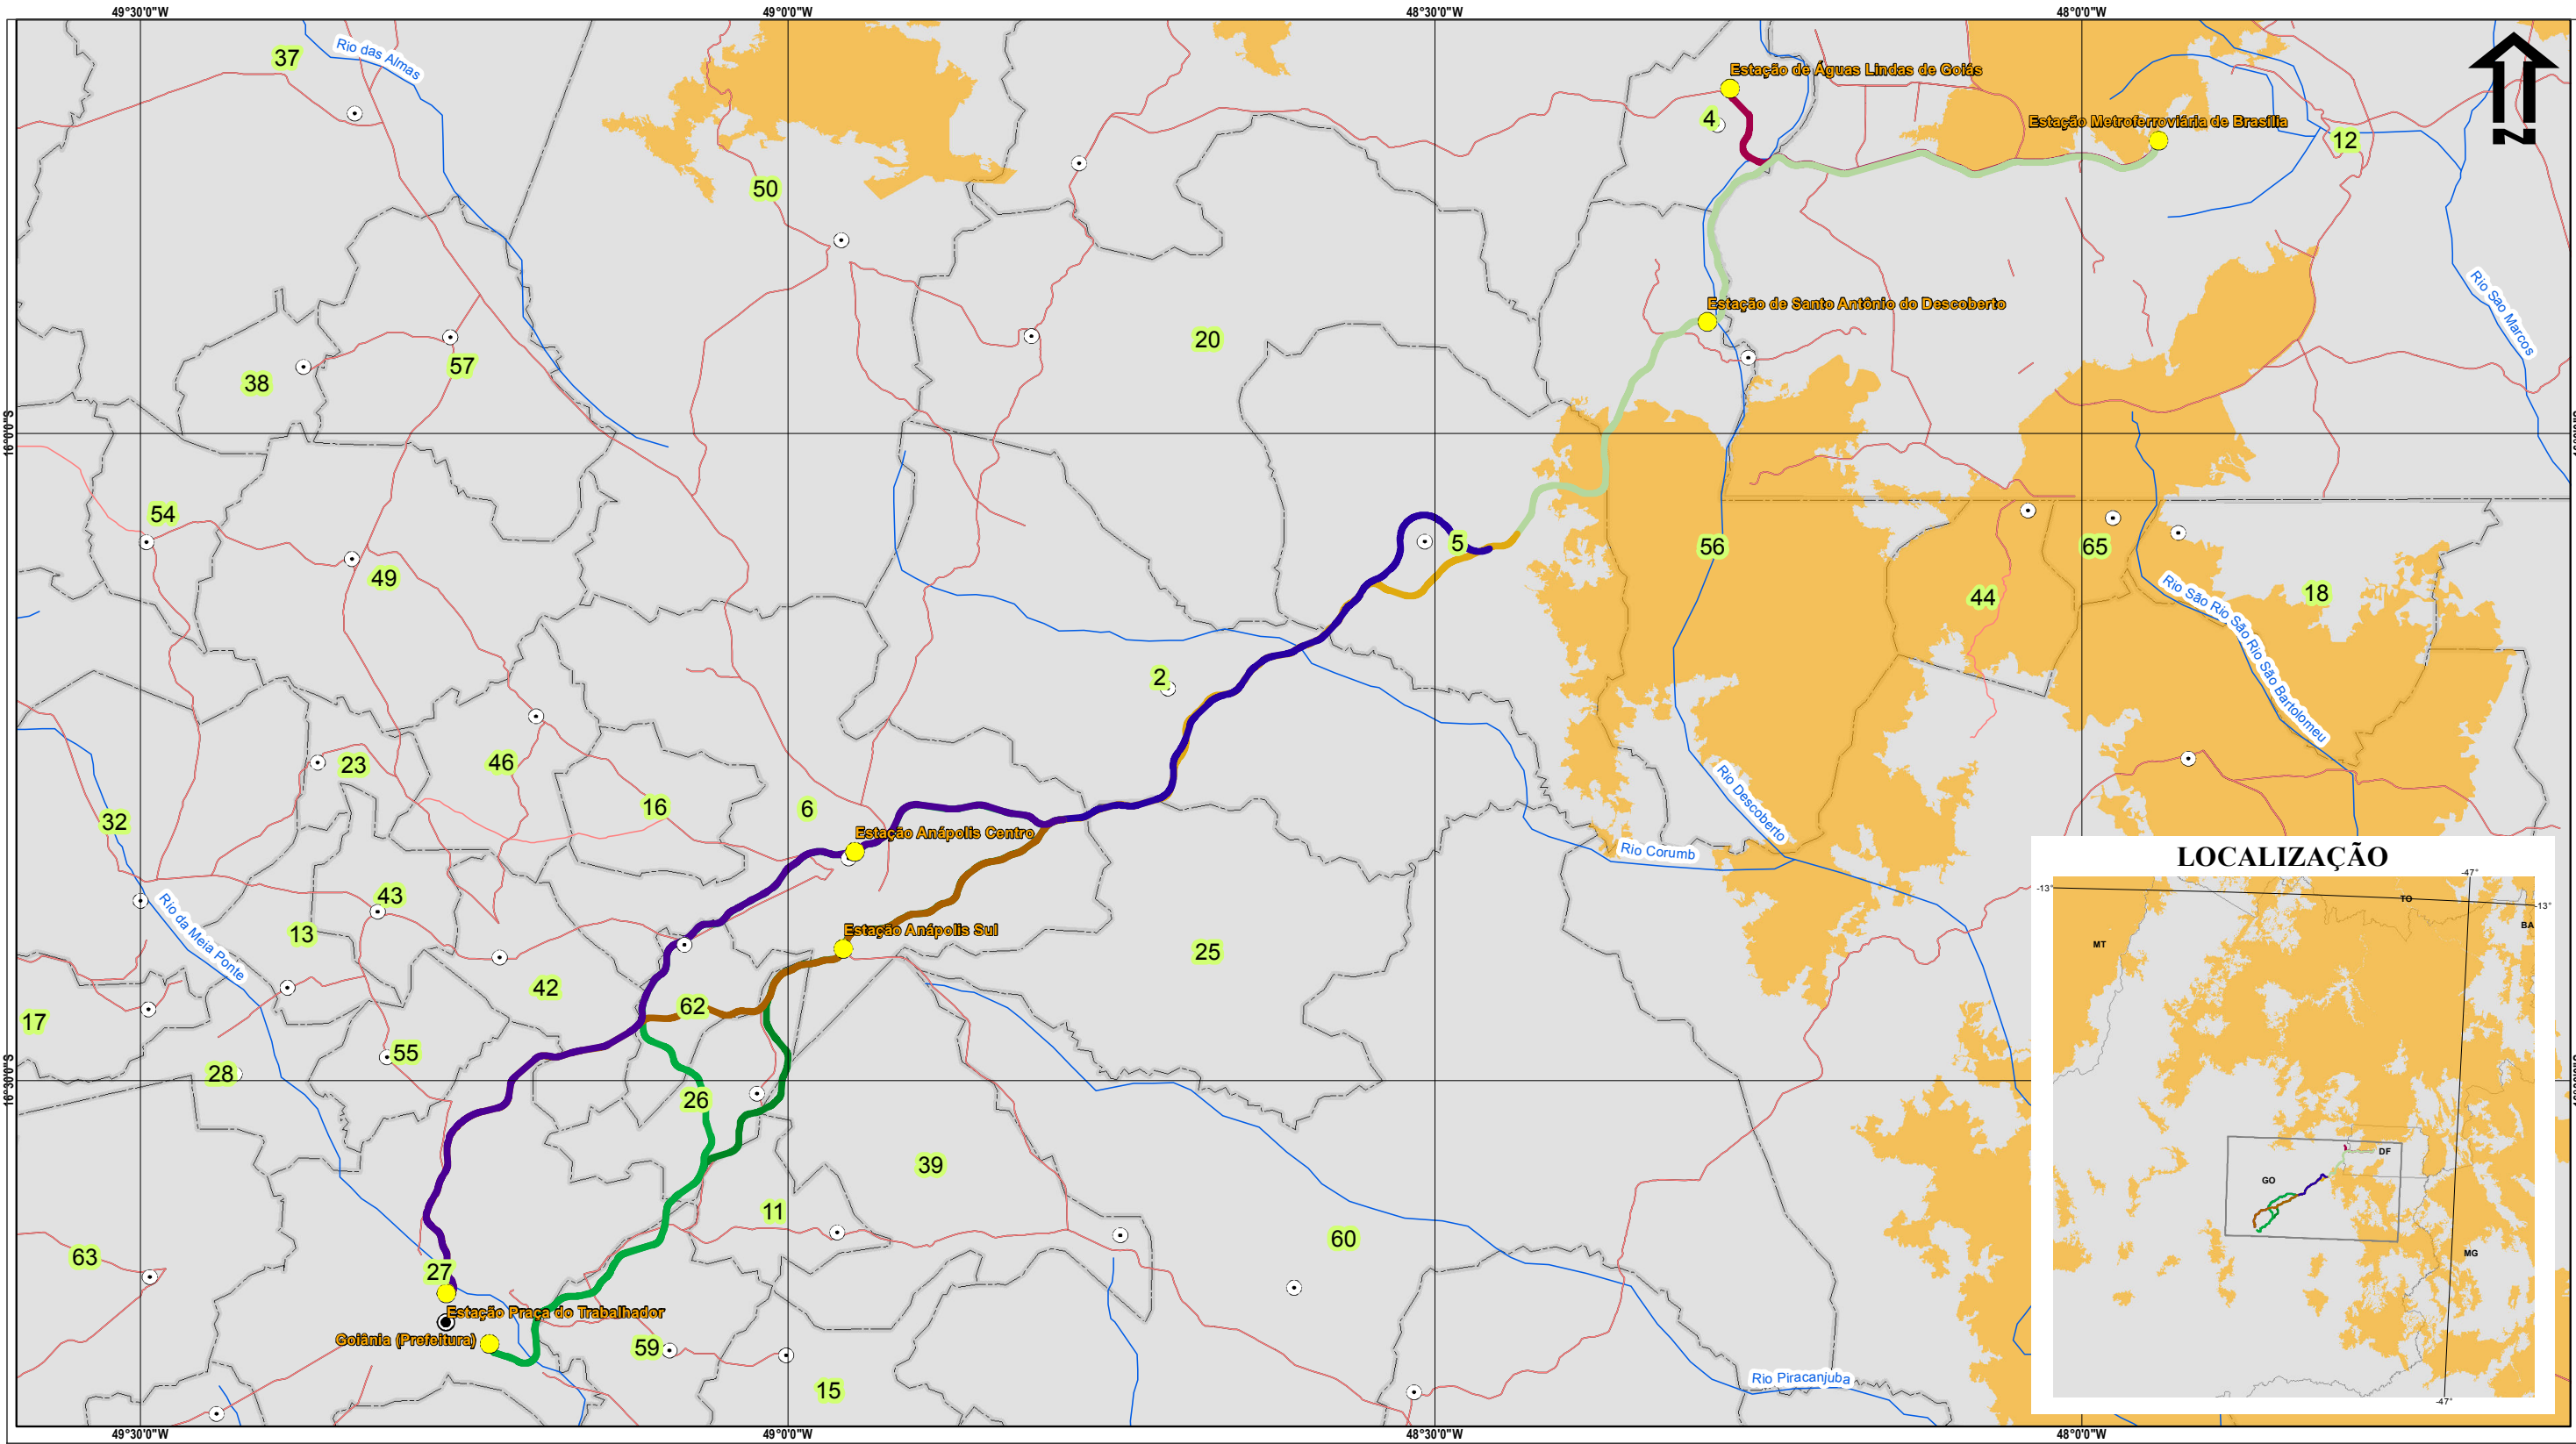 49°30'0"W
49°0'0"W
48°30'0"W
48°0'0"W
37
Rio das Almas
Estação de Águas Lindas de Goiás
4
Estação Metroferroviária de Brasília
12
N
50
Rio Sao Marcos
Estação de Santo Antônio do Descoberto
20
57
38
16°0'0"S
54
5
56
65
49
44
18
Rio São Rio São Rio São Bartolomeu
2
23
46
16
6
32
Rio Descoberto
Estação Anápolis Centro
Rio Corumb
43
13
Rio da Meia Ponte
Estação Anápolis Sul
25
42
62
17
55
28
16°30'0"S
26
39
11
60
63
27
Estação Praça do Trabalhador
Goiânia (Prefeitura)
59
15
Rio Piracanjuba
LOCALIZAÇÃO
-47°
-13°
-13°
TO
BA
MT
DF
GO
MG
-47°
49°30'0"W
49°0'0"W
48°30'0"W
48°0'0"W